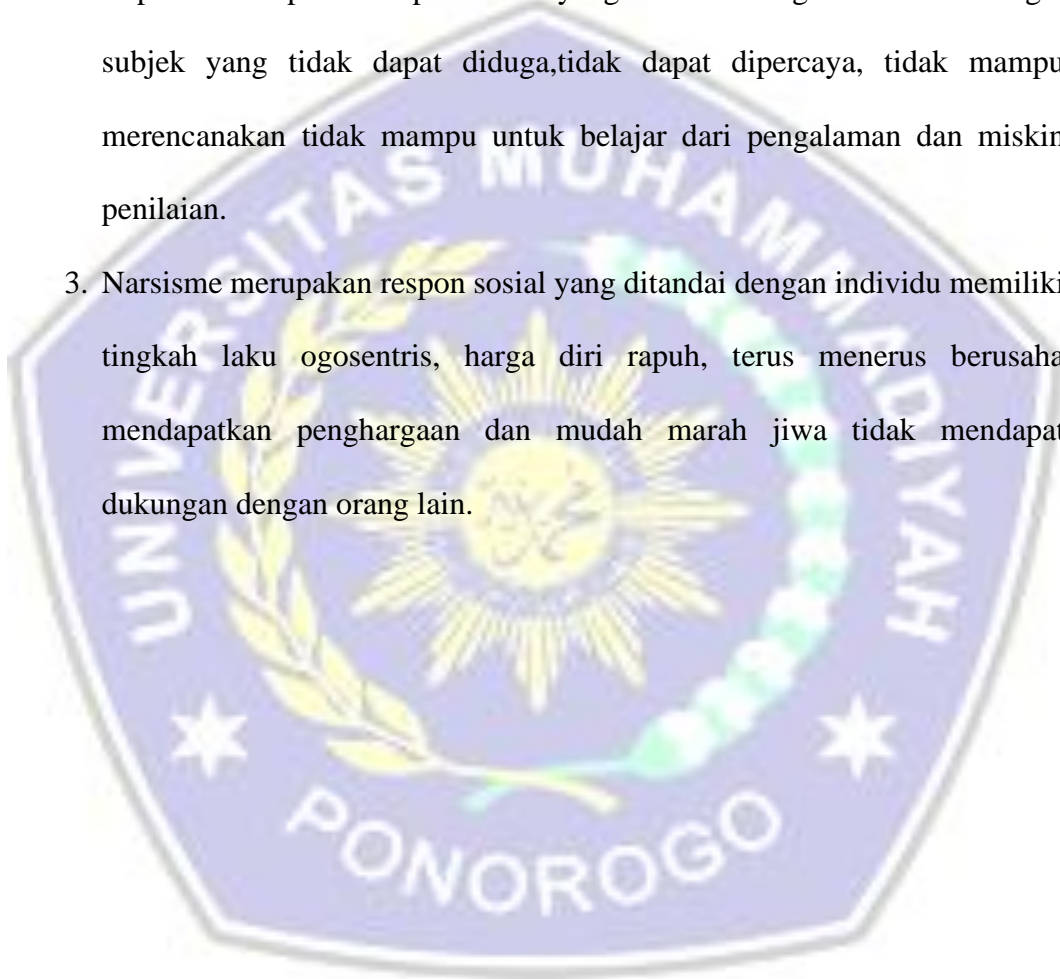 subjek yang tidak dapat diduga,tidak dapat dipercaya, tidak mampu
merencanakan tidak mampu untuk belajar dari pengalaman dan miskin
penilaian.
3. Narsisme merupakan respon sosial yang ditandai dengan individu memiliki
tingkah laku ogosentris, harga diri rapuh, terus menerus berusaha
mendapatkan penghargaan dan mudah marah jiwa tidak mendapat
dukungan dengan orang lain.
UNIVERSITAS MUHAMMADIYAH
PONOROGO